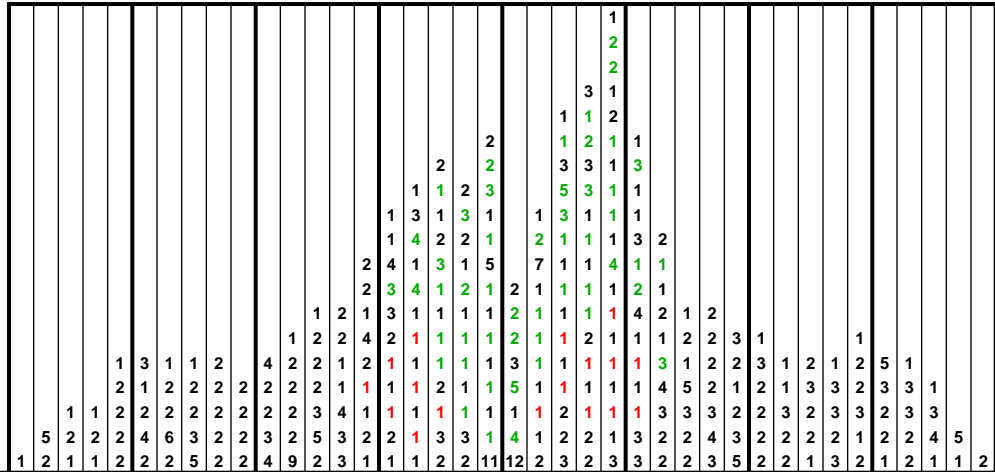 1
2
2
3 1
1 1 2
2 1 2 1 1
2 2 3 3 1 3
1 1 2 3 5 3 1 1
1 3 1 3 1 1 3 1 1 1
1 4 2 2 1 2 1 1 1 3 2
2 4 1 3 1 5 7 1 1 4 1 1
2 3 4 1 2 1 2 1 1 1 1 2 1
1 2 1 3 1 1 1 1 2 1 1 1 1 4 2 1 2
1 2 2 4 2 1 1 1 1 2 1 1 2 1 1 1 2 2 3 1 1
1 3 1 1 2 4 2 2 1 2 1 1 1 1 1 3 1 1 1 1 1 3 1 2 2 3 1 2 1 2 5 1
2 1 2 2 2 2 2 2 2 1 1 1 1 2 1 1 5 1 1 1 1 1 4 5 2 1 2 1 3 3 2 3 3 1
1 1 2 2 2 2 2 2 2 2 3 4 1 1 1 1 1 1 1 1 2 1 1 1 3 2 3 2 2 3 2 2 3 2 3 3
5 2 2 2 4 6 3 2 2 3 3 5 3 2 2 1 3 3 1 4 1 2 2 1 3 2 2 4 3 2 2 2 2 1 1 2 4 5
1 2 1 1 2 2 2 5 2 2 4 9 2 3 1 1 1 2 2 11 12 2 3 2 3 3 2 2 3 5 2 2 1 3 2 2 2 1 1 2